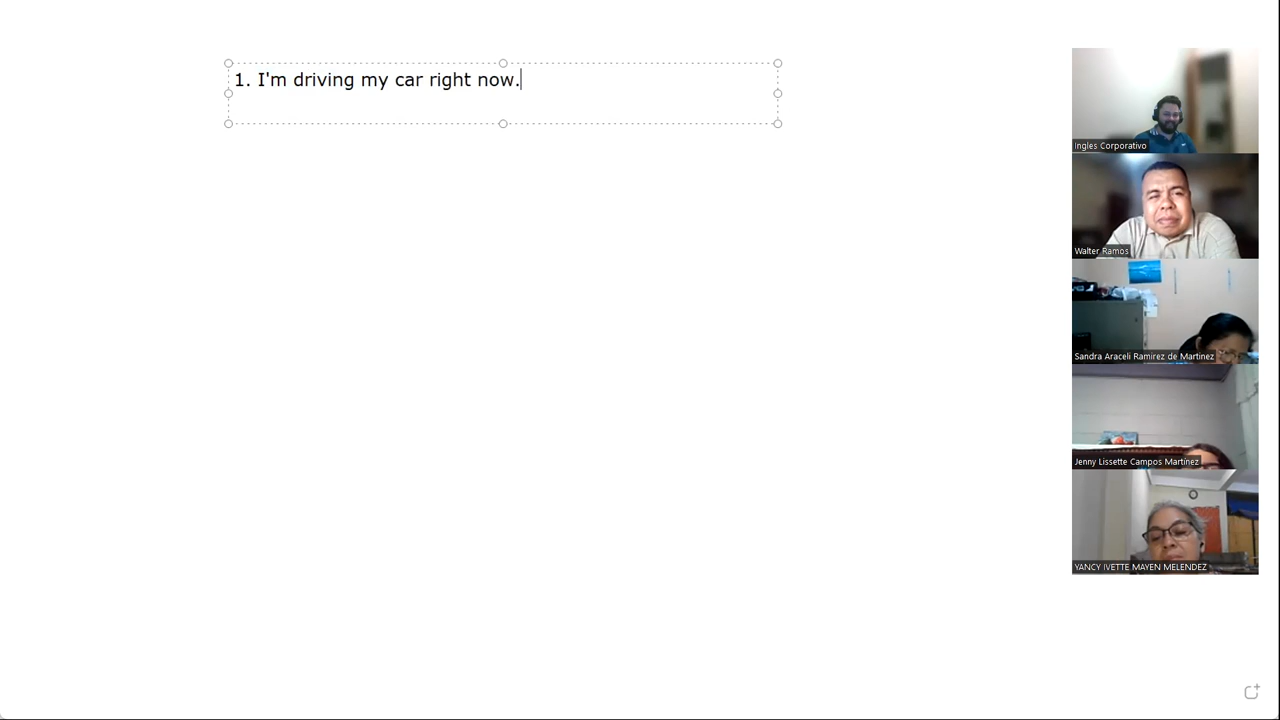 1. I'm driving my car right now.
Ingles Corporativo
Walter Ramos
Sandra Araceli Ramirez de Martinez
Jenny Lissette Campos Martínez
YANCY IVETTE MAYEN MELENDEZ